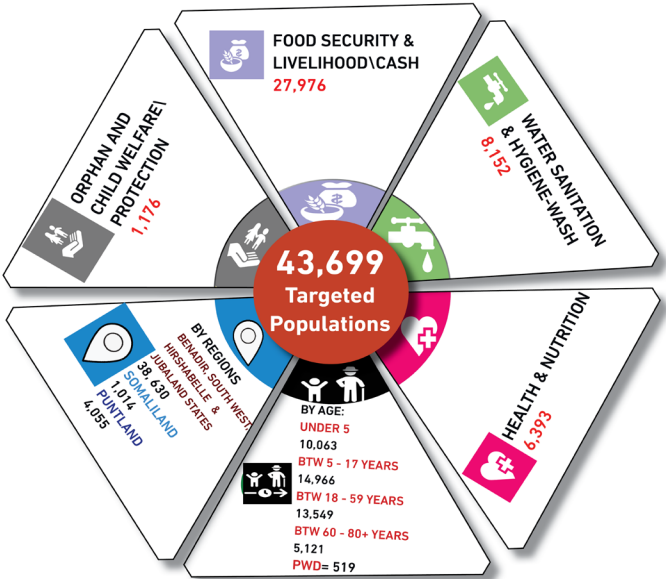 FOOD SECURITY &
LIVELIHOOD\CASH
27,976
WATER SANITATION
& HYGIENE-WASH
8,152
ORPHAN AND
CHILD WELFARE\
PROTECTION
1,176
43,699
Targeted
Populations
HEALTH & NUTRITION
6,393
BY REGIONS
BENADIR, SOUTH WEST,
HIRSHABELLE &
JUBALAND STATES
38,630
SOMALILAND
1,014
PUNTLAND
4,055
BY AGE:
UNDER 5
10,063
BTW 5 - 17 YEARS
14,966
BTW 18 - 59 YEARS
13,549
BTW 60 - 80+ YEARS
5,121
PWD= 519